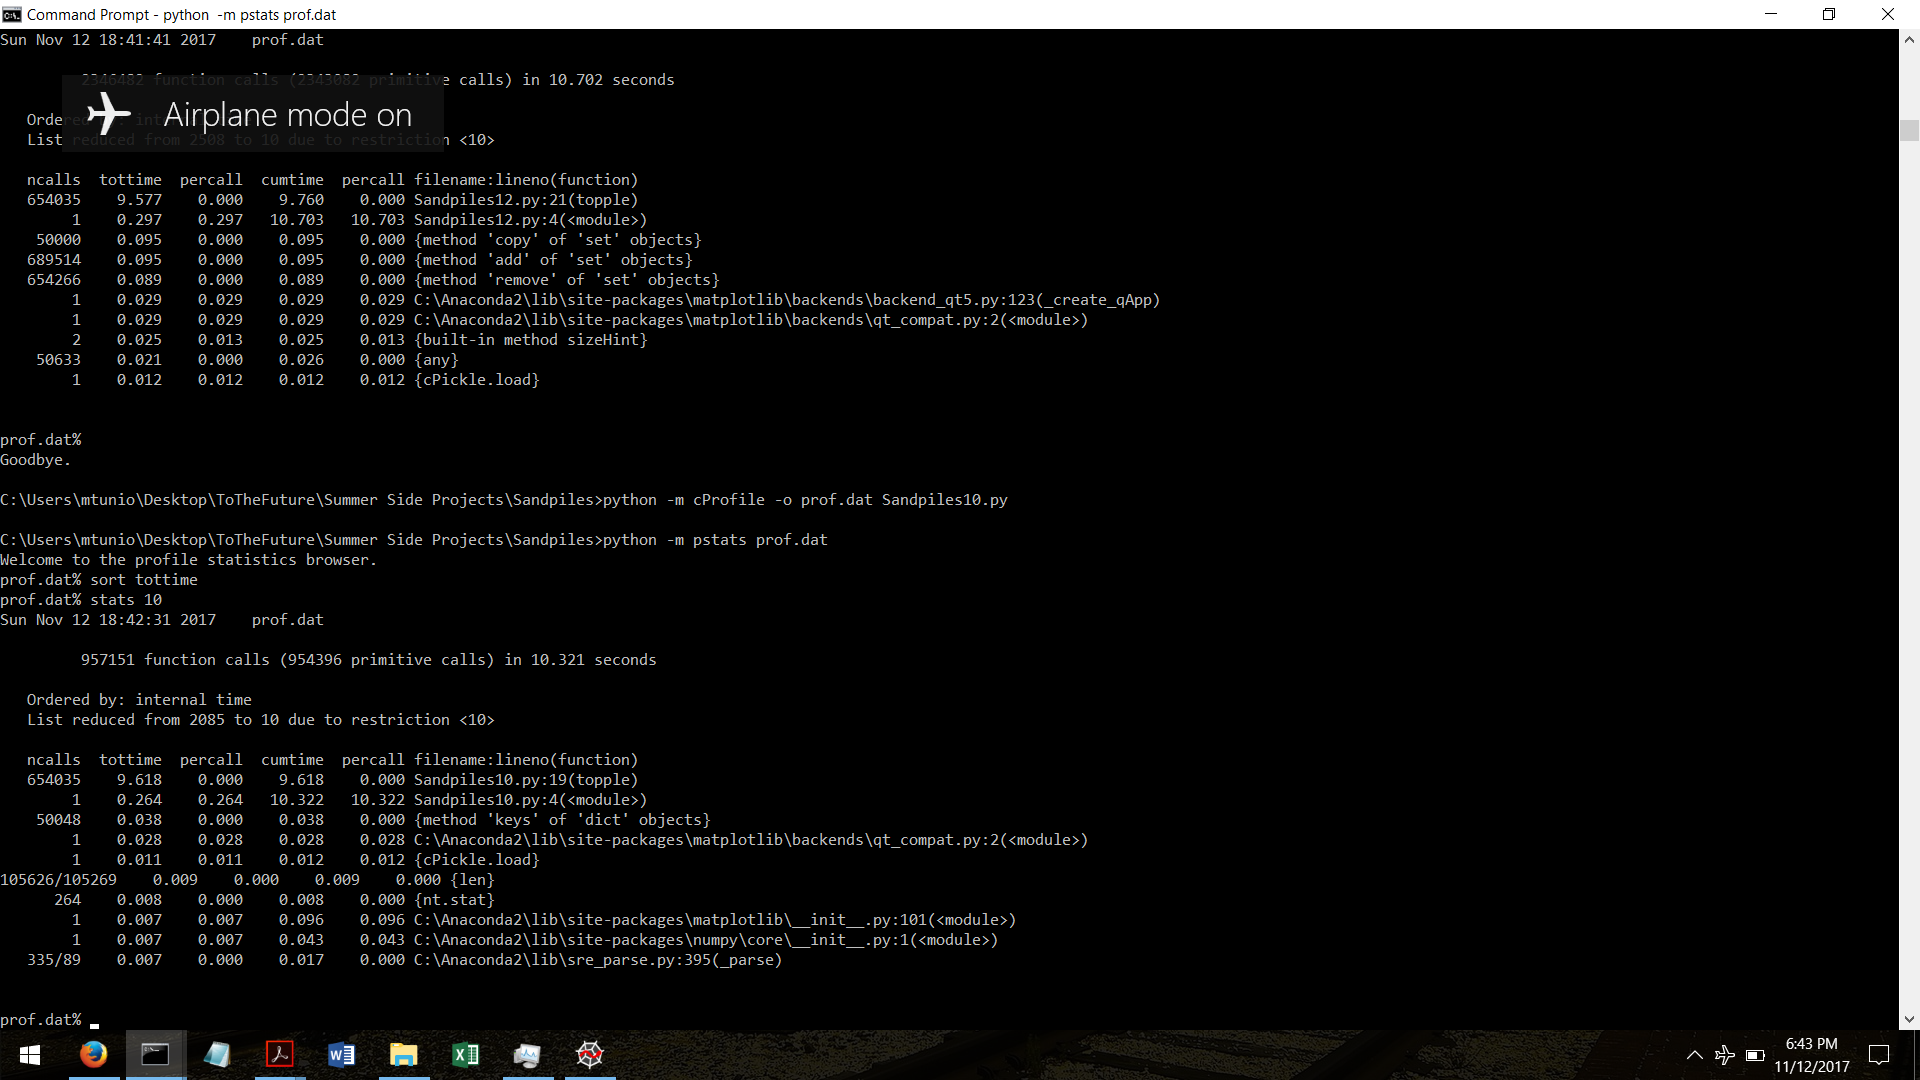 Command Prompt - python  -m pstats prof.dat
Sun Nov 12 18:41:41 2017    prof.dat
2346482 function calls (2343082 primitive calls) in 10.702 seconds
Airplane mode on
Ordered by: internal
List reduced from 2508 to 10 due to restriction <10>
ncalls  tottime  percall  cumtime  percall filename:lineno(function)
654035    9.577    0.000    9.760    0.000 Sandpiles12.py:21(topple)
1    0.297    0.297   10.703   10.703 Sandpiles12.py:4(<module>)
50000    0.095    0.000    0.095    0.000 {method 'copy' of 'set' objects}
689514    0.095    0.000    0.095    0.000 {method 'add' of 'set' objects}
654266    0.089    0.000    0.089    0.000 {method 'remove' of 'set' objects}
1    0.029    0.029    0.029    0.029 C:\Anaconda2\lib\site-packages\matplotlib\backends\backend_qt5.py:123(_create_qApp)
1    0.029    0.029    0.029    0.029 C:\Anaconda2\lib\site-packages\matplotlib\backends\qt_compat.py:2(<module>)
2    0.025    0.013    0.025    0.013 {built-in method sizeHint}
50633    0.021    0.000    0.026    0.000 {any}
1    0.012    0.012    0.012    0.012 {cPickle.load}
prof.dat%
Goodbye.
C:\Users\mtunio\Desktop\ToTheFuture\Summer Side Projects\Sandpiles>python -m cProfile -o prof.dat Sandpiles10.py
C:\Users\mtunio\Desktop\ToTheFuture\Summer Side Projects\Sandpiles>python -m pstats prof.dat
Welcome to the profile statistics browser.
prof.dat% sort tottime
prof.dat% stats 10
Sun Nov 12 18:42:31 2017    prof.dat
957151 function calls (954396 primitive calls) in 10.321 seconds
Ordered by: internal time
List reduced from 2085 to 10 due to restriction <10>
ncalls  tottime  percall  cumtime  percall filename:lineno(function)
654035    9.618    0.000    9.618    0.000 Sandpiles10.py:19(topple)
1    0.264    0.264   10.322   10.322 Sandpiles10.py:4(<module>)
50048    0.038    0.000    0.038    0.000 {method 'keys' of 'dict' objects}
1    0.028    0.028    0.028    0.028 C:\Anaconda2\lib\site-packages\matplotlib\backends\qt_compat.py:2(<module>)
1    0.011    0.011    0.012    0.012 {cPickle.load}
105626/105269    0.009    0.000    0.009    0.000 {len}
264    0.008    0.000    0.008    0.000 {nt.stat}
1    0.007    0.007    0.096    0.096 C:\Anaconda2\lib\site-packages\matplotlib\__init__.py:101(<module>)
1    0.007    0.007    0.043    0.043 C:\Anaconda2\lib\site-packages\numpy\core\__init__.py:1(<module>)
335/89    0.007    0.000    0.017    0.000 C:\Anaconda2\lib\sre_parse.py:395(_parse)
prof.dat%
6:43 PM
11/12/2017